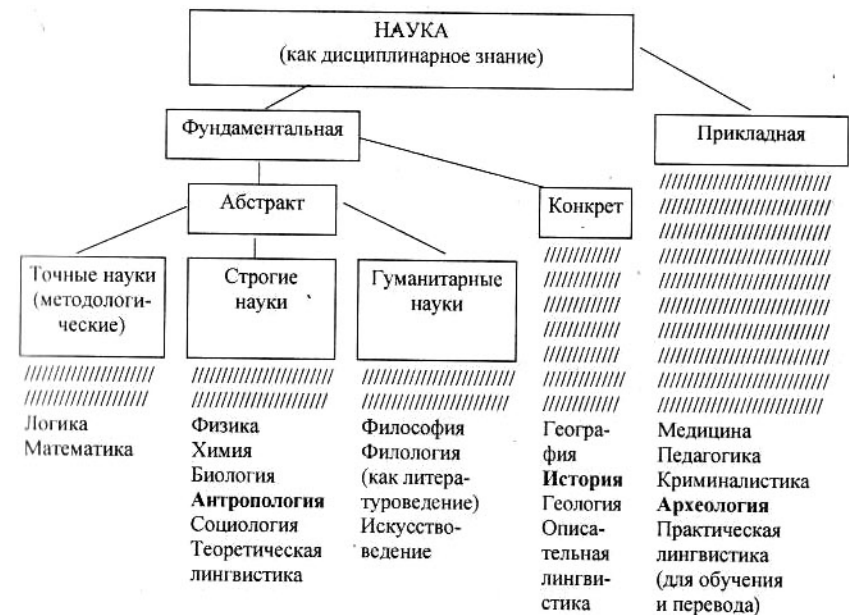 НАУКА
(как дисциплинарное знание)
Фундаментальная
Прикладная
Абстракт
Конкрет
Точные науки
(методологи-
ческие)
Строгие
науки
Гуманитарные
науки
Логика
Математика
Физика
Химия
Биология
Антропология
Социология
Теоретическая
лингвистика
Философия
Филология
(как литера-
туроведение)
Искусство-
ведение
Геогра-
фия
История
Геология
Описа-
тельная
лингви-
стика
Медицина
Педагогика
Криминалистика
Археология
Практическая
лингвистика
(для обучения
и перевода)